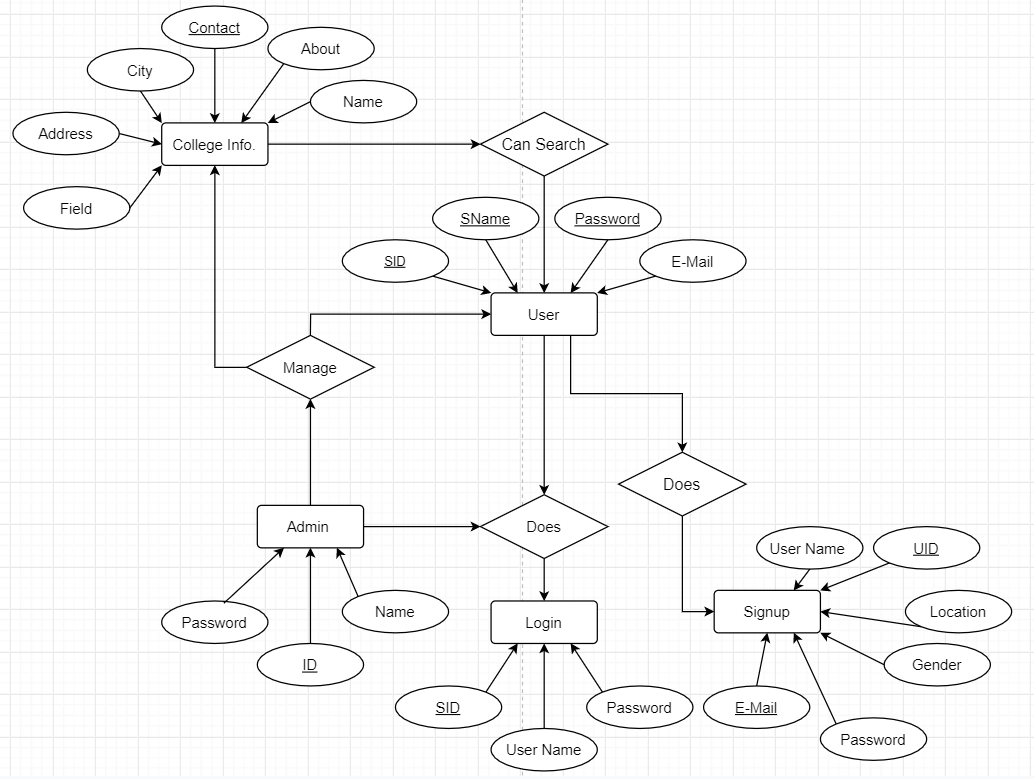 Contact
About
City
Name
Address
College Info.
Can Search
Field
SName
Password
SID
E-Mail
User
Manage
Does
Admin
Does
User Name
UID
Password
Name
Login
Signup
Location
ID
Gender
SID
Password
E-Mail
User Name
Password